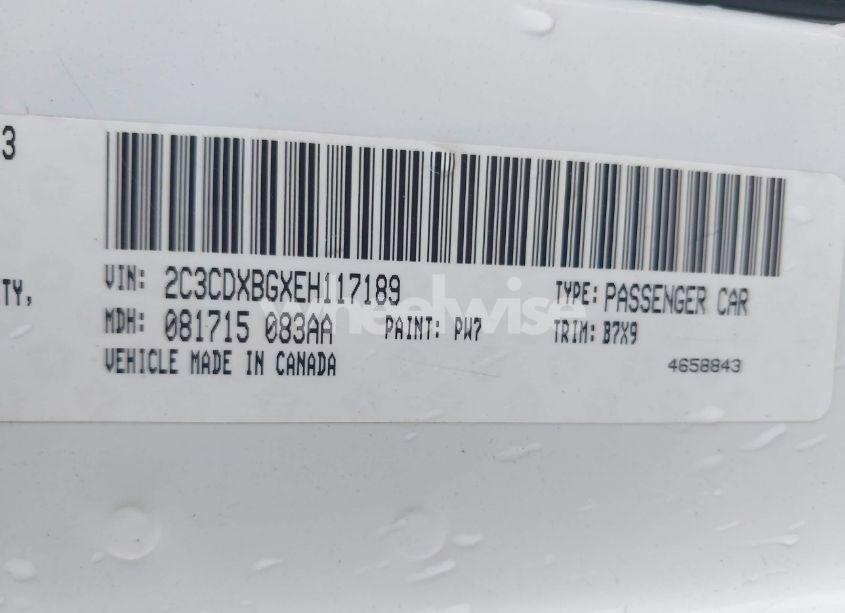 3
VIN: 2C3CDXBGXEH117189 TYPE: PASSENGER CAR
TY,
MDH: 081715 083AA PAINT: PW7 TRIM: B7X9
VEHICLE MADE IN CANADA 4658843
wheelwise